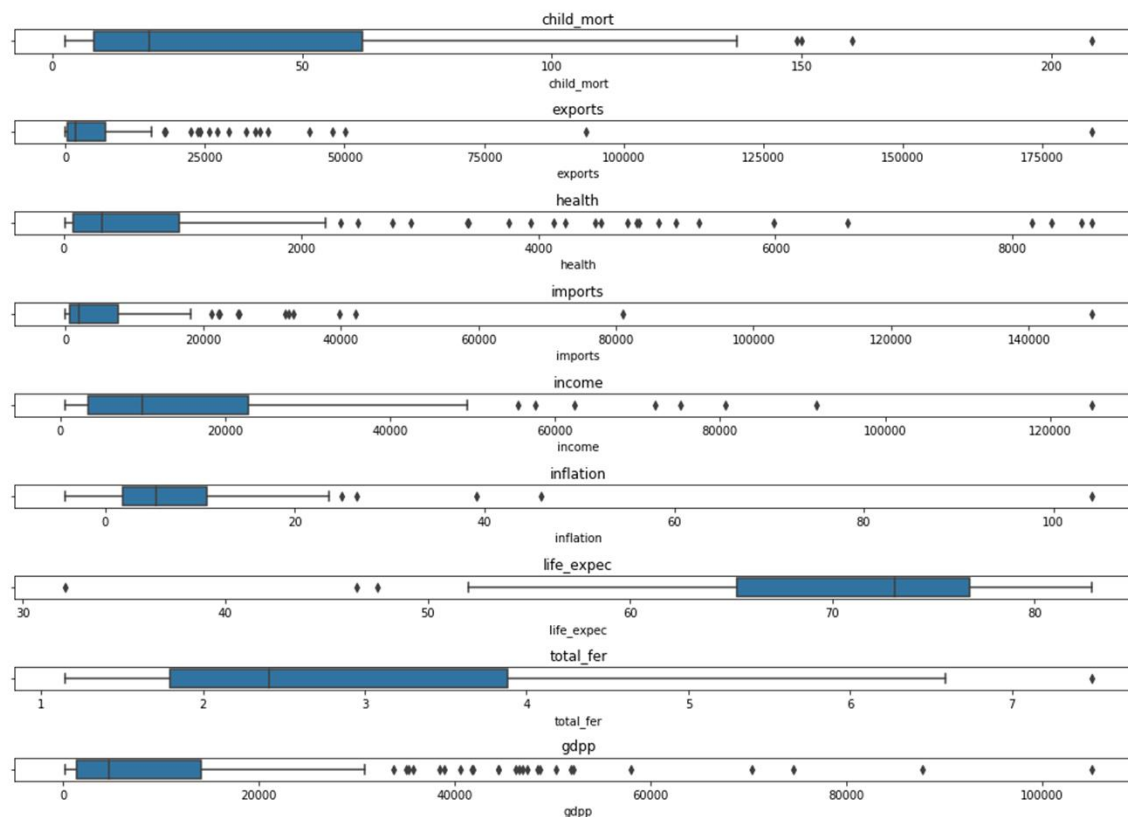 child_mort
0 50 100 150 200
child_mort
exports
0 25000 50000 75000 100000 125000 150000 175000
exports
health
0 2000 4000 6000 8000
health
imports
0 20000 40000 60000 80000 100000 120000 140000
imports
income
0 20000 40000 60000 80000 100000 120000
income
inflation
0 20 40 60 80 100
inflation
life_expec
30 40 50 60 70 80
life_expec
total_fer
1 2 3 4 5 6 7
total_fer
gdpp
0 20000 40000 60000 80000 100000
gdpp